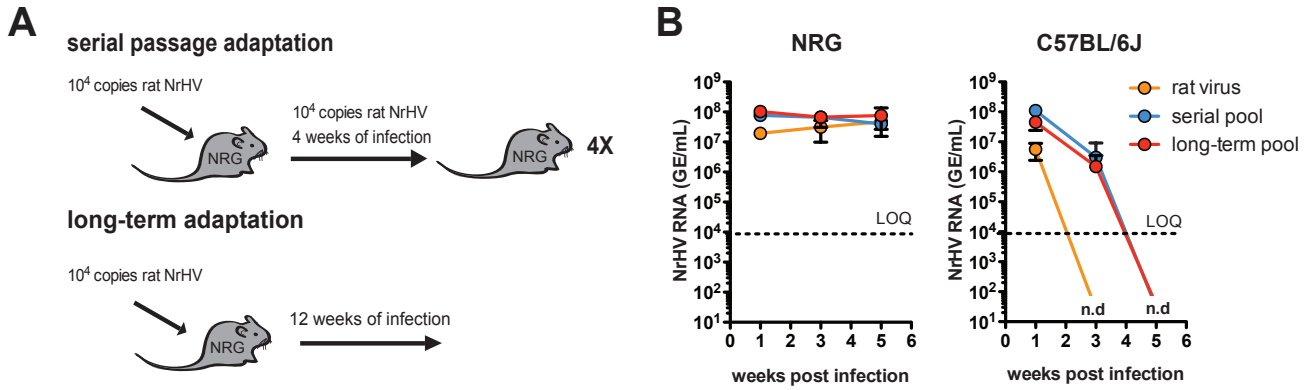 A
serial passage adaptation
10⁴ copies rat NrHV
NRG
10⁴ copies rat NrHV
4 weeks of infection
NRG
4X
long-term adaptation
10⁴ copies rat NrHV
NRG
12 weeks of infection
B
NRG
NrHV RNA (GE/mL)
10⁹
10⁸
10⁷
10⁶
10⁵
10⁴
10³
10²
10¹
LOQ
0 1 2 3 4 5 6
weeks post infection
C57BL/6J
NrHV RNA (GE/mL)
10⁹
10⁸
10⁷
10⁶
10⁵
10⁴
10³
10²
10¹
LOQ
n.d
n.d
0 1 2 3 4 5 6
weeks post infection
rat virus
serial pool
long-term pool